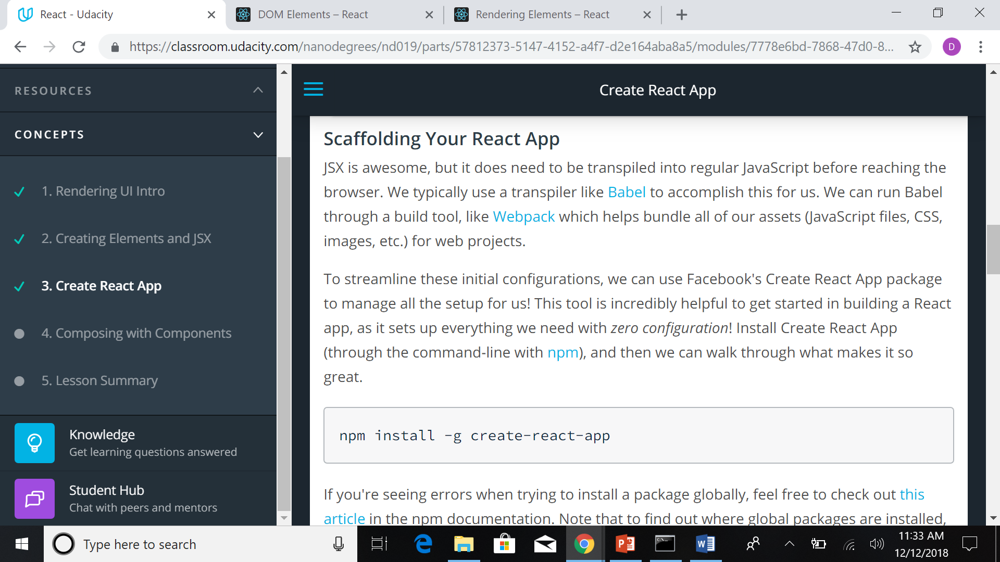 React - Udacity
DOM Elements – React
Rendering Elements – React
https://classroom.udacity.com/nanodegrees/nd019/parts/57812373-5147-4152-a4f7-d2e164aba8a5/modules/7778e6bd-7868-47d0-8...
D
RESOURCES
CONCEPTS
1. Rendering UI Intro
2. Creating Elements and JSX
3. Create React App
4. Composing with Components
5. Lesson Summary
Knowledge
Get learning questions answered
Student Hub
Chat with peers and mentors
Create React App
Scaffolding Your React App
JSX is awesome, but it does need to be transpiled into regular JavaScript before reaching the
browser. We typically use a transpiler like Babel to accomplish this for us. We can run Babel
through a build tool, like Webpack which helps bundle all of our assets (JavaScript files, CSS,
images, etc.) for web projects.
To streamline these initial configurations, we can use Facebook's Create React App package
to manage all the setup for us! This tool is incredibly helpful to get started in building a React
app, as it sets up everything we need with zero configuration! Install Create React App
(through the command-line with npm), and then we can walk through what makes it so
great.
npm install -g create-react-app
If you're seeing errors when trying to install a package globally, feel free to check out this
article in the npm documentation. Note that to find out where global packages are installed,
Type here to search
11:33 AM
12/12/2018